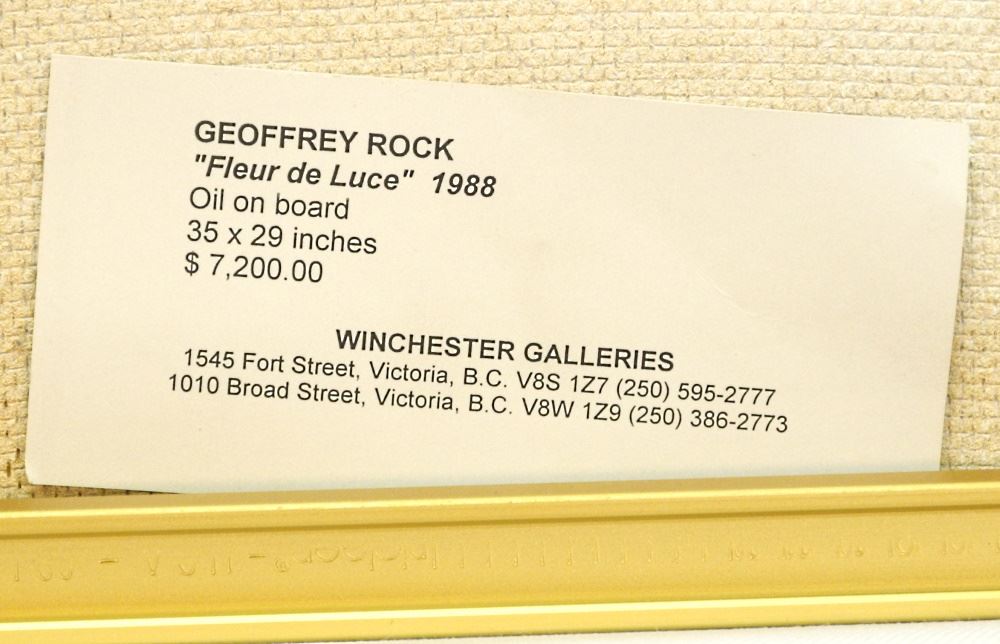 GEOFFREY ROCK
"Fleur de Luce" 1988
Oil on board
35 x 29 inches
$ 7,200.00
WINCHESTER GALLERIES
1545 Fort Street, Victoria, B.C. V8S 1Z7 (250) 595-2777
1010 Broad Street, Victoria, B.C. V8W 1Z9 (250) 386-2773